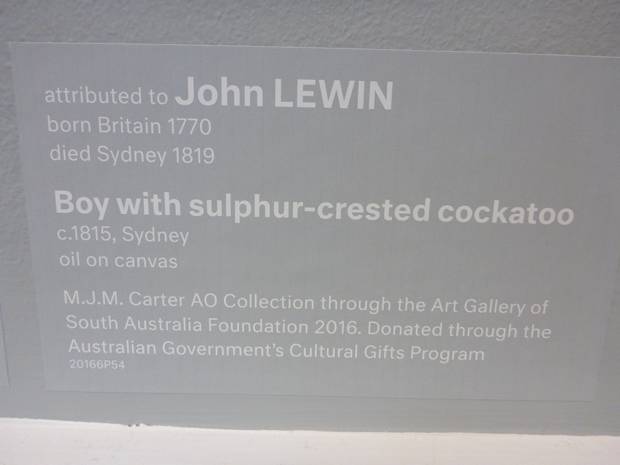 attributed to John LEWIN
born Britain 1770
died Sydney 1819
Boy with sulphur-crested cockatoo
c.1815, Sydney
oil on canvas
M.J.M. Carter AO Collection through the Art Gallery of
South Australia Foundation 2016. Donated through the
Australian Government's Cultural Gifts Program
20166P54